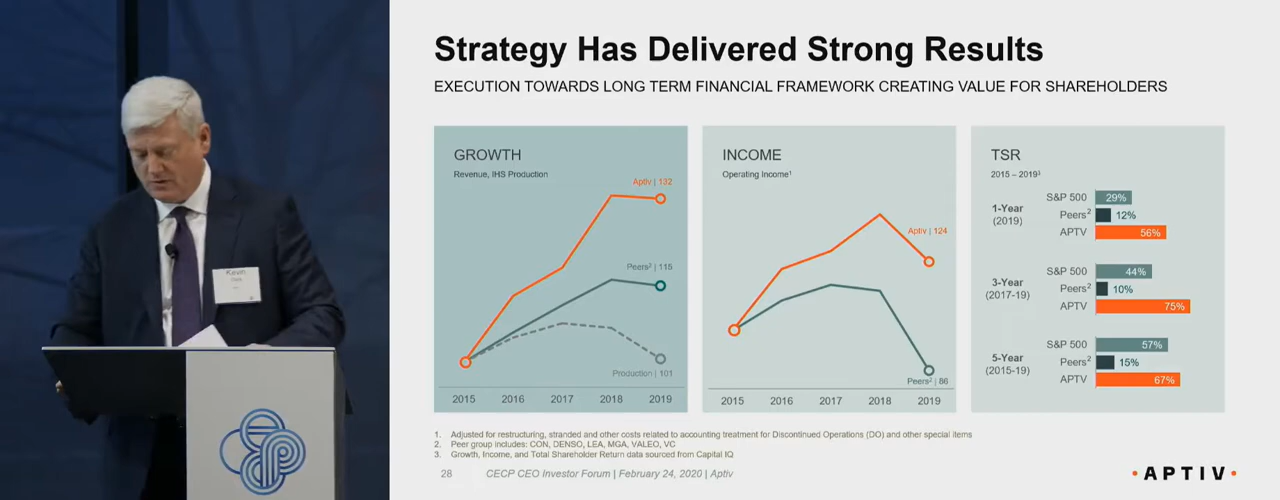 Kevin
Strategy Has Delivered Strong Results
EXECUTION TOWARDS LONG TERM FINANCIAL FRAMEWORK CREATING VALUE FOR SHAREHOLDERS
GROWTH
Revenue, IHS Production
Aptiv | 132
Peers² | 115
Production | 101
2015 2016 2017 2018 2019
INCOME
Operating Income¹
Aptiv | 124
Peers² | 86
2015 2016 2017 2018 2019
TSR
2015 – 2019³
1-Year
(2019)
S&P 500 29%
Peers² 12%
APTV 56%
3-Year
(2017-19)
S&P 500 44%
Peers² 10%
APTV 75%
5-Year
(2015-19)
S&P 500 57%
Peers² 15%
APTV 67%
1. Adjusted for restructuring, stranded and other costs related to accounting treatment for Discontinued Operations (DO) and other special items
2. Peer group includes: CON, DENSO, LEA, MGA, VALEO, VC
3. Growth, Income, and Total Shareholder Return data sourced from Capital IQ
28 CECP CEO Investor Forum | February 24, 2020 | Aptiv
• APTIV •